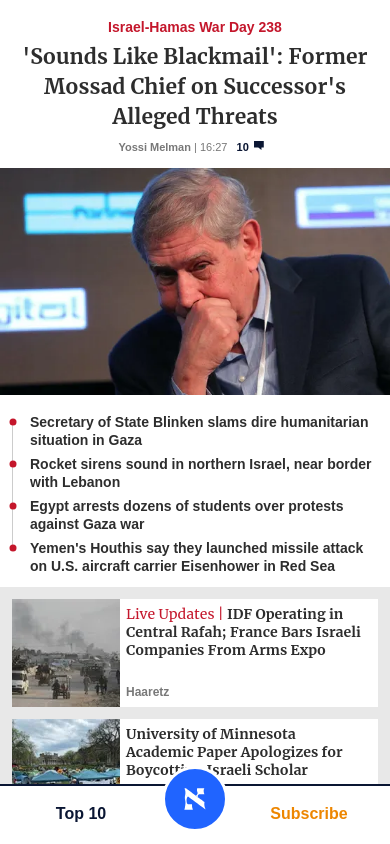 Israel-Hamas War Day 238
'Sounds Like Blackmail': Former
Mossad Chief on Successor's
Alleged Threats
Yossi Melman | 16:27 10
Secretary of State Blinken slams dire humanitarian
situation in Gaza
Rocket sirens sound in northern Israel, near border
with Lebanon
Egypt arrests dozens of students over protests
against Gaza war
Yemen's Houthis say they launched missile attack
on U.S. aircraft carrier Eisenhower in Red Sea
Live Updates | IDF Operating in
Central Rafah; France Bars Israeli
Companies From Arms Expo
Haaretz
University of Minnesota
Academic Paper Apologizes for
Israeli Scholar
Top 10
Subscribe